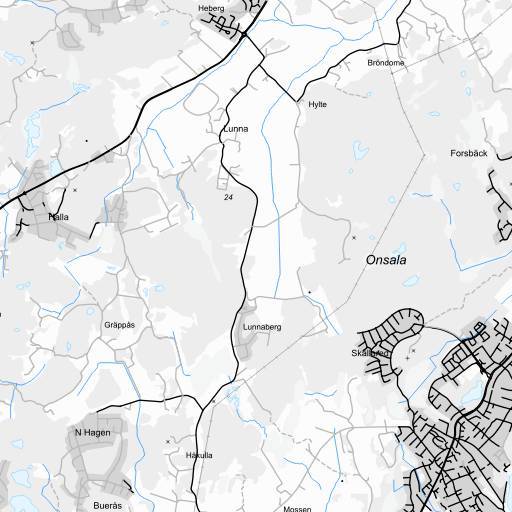 Heberg
Bröndome
Hylte
Lunna
Forsbäck
24
Halla
Onsala
Gräppås
Lunnaberg
Skällared
N Hagen
Håkulla
Buerås
Mossen